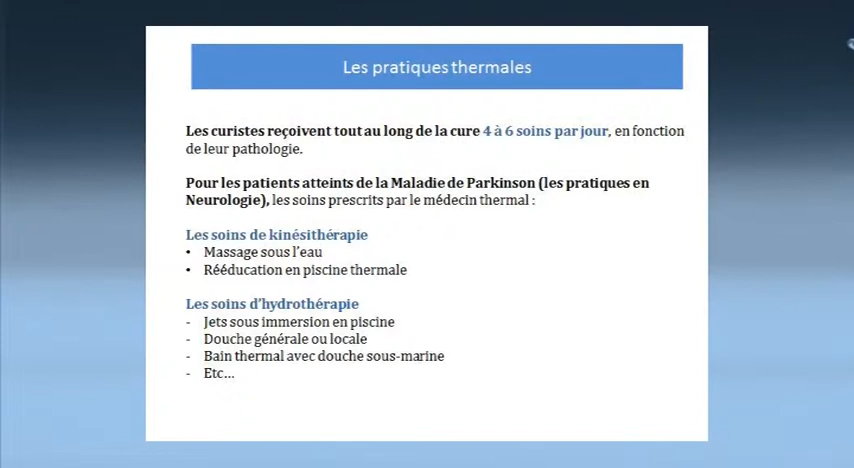 Les pratiques thermales
Les curistes reçoivent tout au long de la cure 4 à 6 soins par jour, en fonction
de leur pathologie.
Pour les patients atteints de la Maladie de Parkinson (les pratiques en
Neurologie), les soins prescrits par le médecin thermal :
Les soins de kinésithérapie
• Massage sous l'eau
• Rééducation en piscine thermale
Les soins d'hydrothérapie
- Jets sous immersion en piscine
- Douche générale ou locale
- Bain thermal avec douche sous-marine
- Etc...